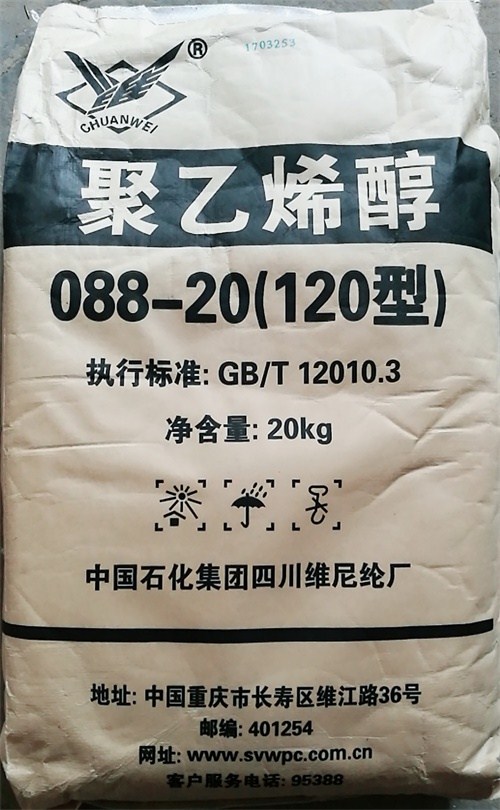 1703253
®
CHUANWEI
聚乙烯醇
088-20(120型)
执行标准: GB/T 12010.3
净含量: 20kg
中国石化集团四川维尼纶厂
地址: 中国重庆市长寿区维江路36号
邮编: 401254
网址: www.svwpc.com.cn
客户服务电话: 95388